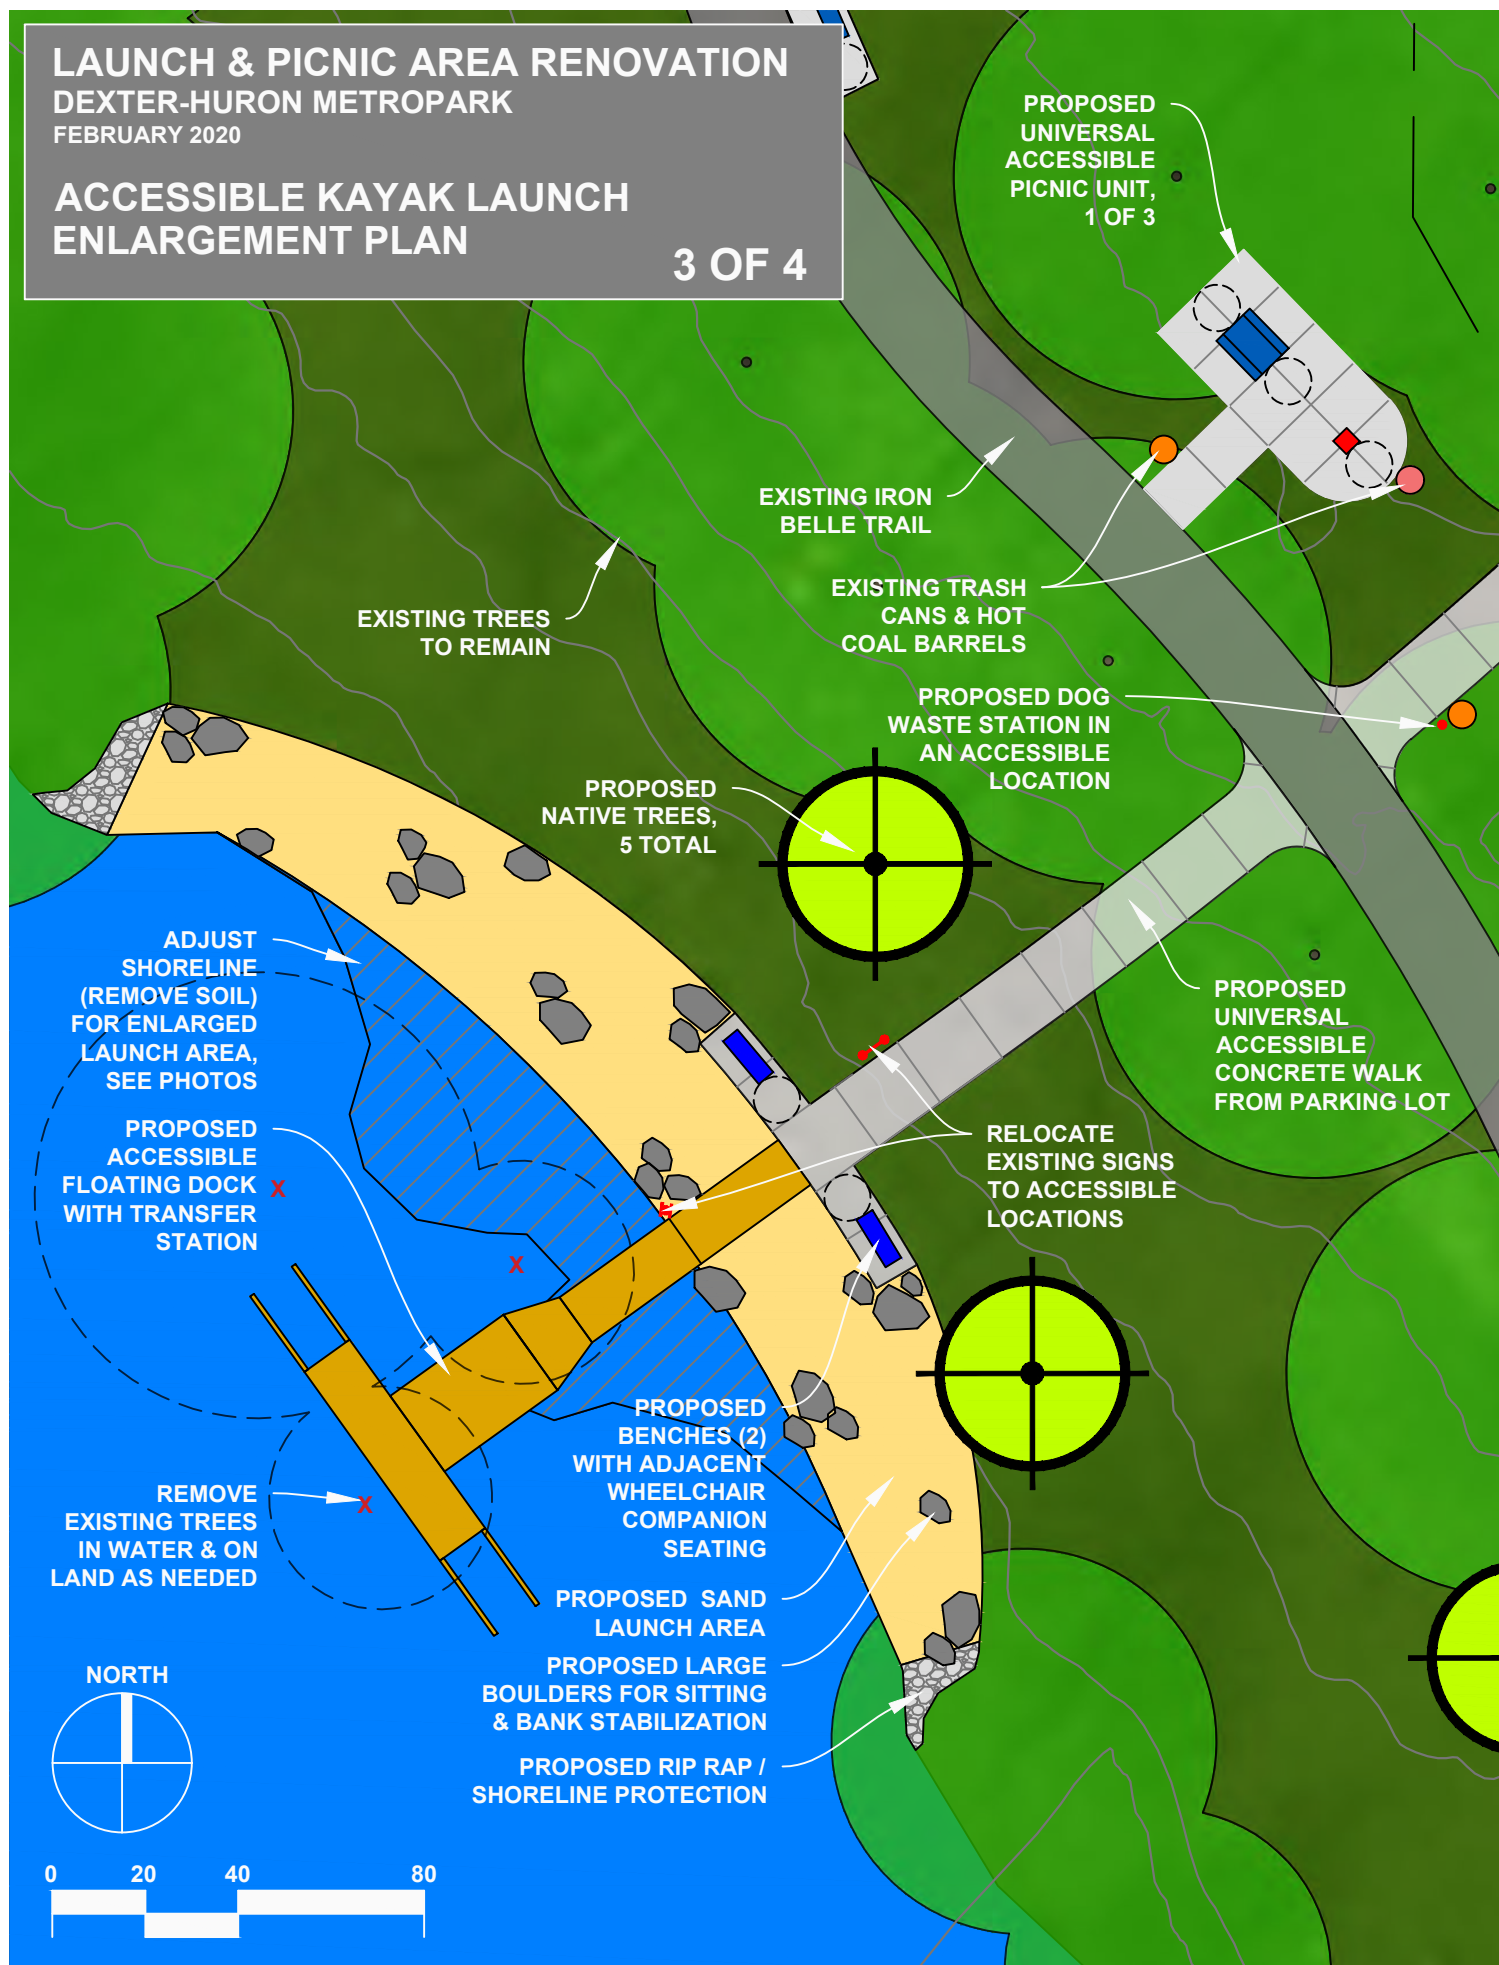 LAUNCH & PICNIC AREA RENOVATION
DEXTER-HURON METROPARK
FEBRUARY 2020
ACCESSIBLE KAYAK LAUNCH
ENLARGEMENT PLAN
3 OF 4
PROPOSED
UNIVERSAL
ACCESSIBLE
PICNIC UNIT,
1 OF 3
EXISTING IRON
BELLE TRAIL
EXISTING TRASH
CANS & HOT
COAL BARRELS
EXISTING TREES
TO REMAIN
PROPOSED DOG
WASTE STATION IN
AN ACCESSIBLE
LOCATION
PROPOSED
NATIVE TREES,
5 TOTAL
ADJUST
SHORELINE
(REMOVE SOIL)
FOR ENLARGED
LAUNCH AREA,
SEE PHOTOS
PROPOSED
UNIVERSAL
ACCESSIBLE
CONCRETE WALK
FROM PARKING LOT
PROPOSED
ACCESSIBLE
FLOATING DOCK
WITH TRANSFER
STATION
RELOCATE
EXISTING SIGNS
TO ACCESSIBLE
LOCATIONS
X
X
X
REMOVE
EXISTING TREES
IN WATER & ON
LAND AS NEEDED
PROPOSED
BENCHES (2)
WITH ADJACENT
WHEELCHAIR
COMPANION
SEATING
PROPOSED SAND
LAUNCH AREA
PROPOSED LARGE
BOULDERS FOR SITTING
& BANK STABILIZATION
PROPOSED RIP RAP /
SHORELINE PROTECTION
NORTH
0 20 40 80